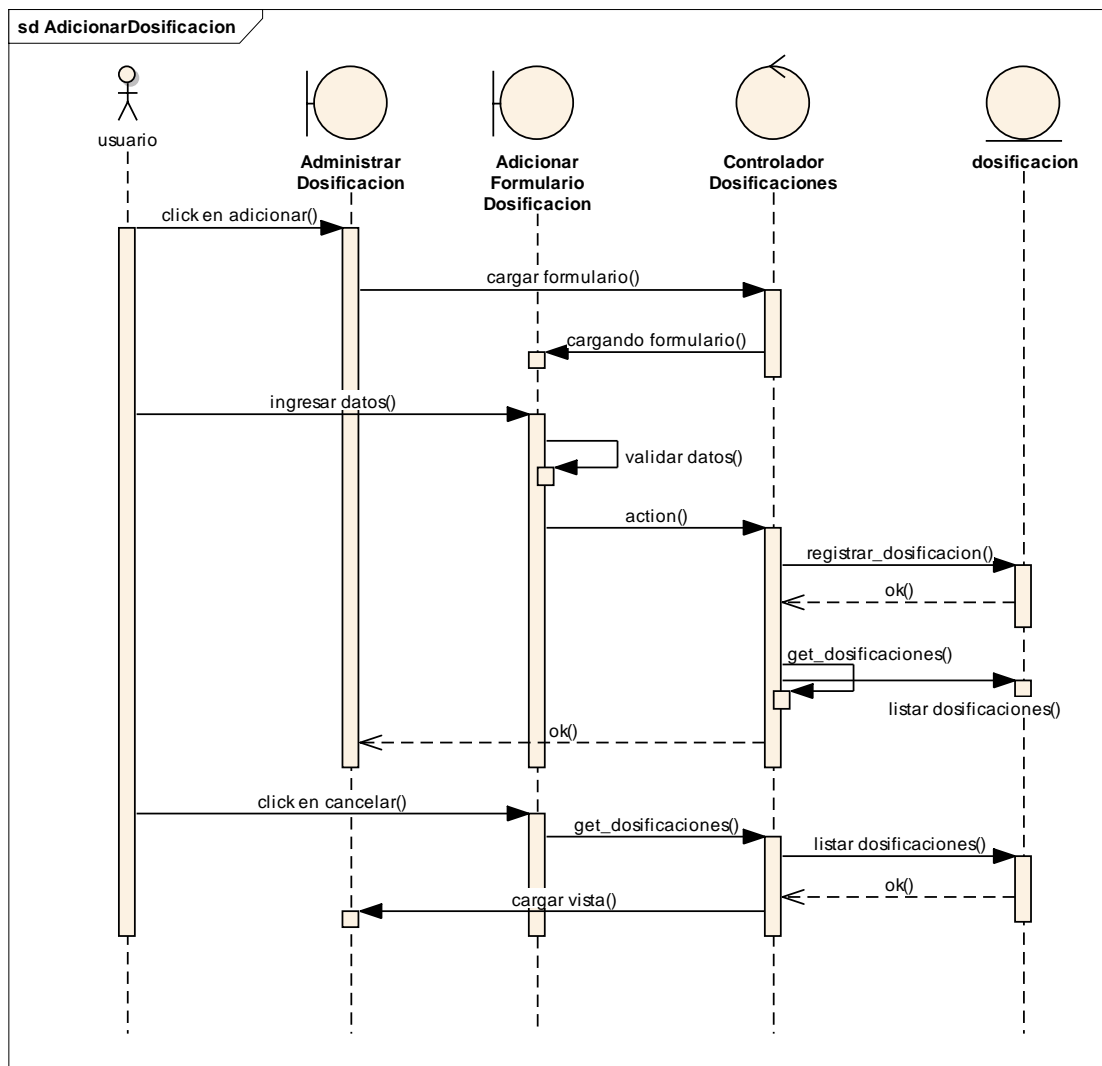 sd AdicionarDosificacion
usuario
Administrar
Dosificacion
Adicionar
Formulario
Dosificacion
Controlador
Dosificaciones
dosificacion
click en adicionar()
cargar formulario()
cargando formulario()
ingresar datos()
validar datos()
action()
registrar_dosificacion()
ok()
get_dosificaciones()
listar dosificaciones()
ok()
click en cancelar()
get_dosificaciones()
listar dosificaciones()
ok()
cargar vista()